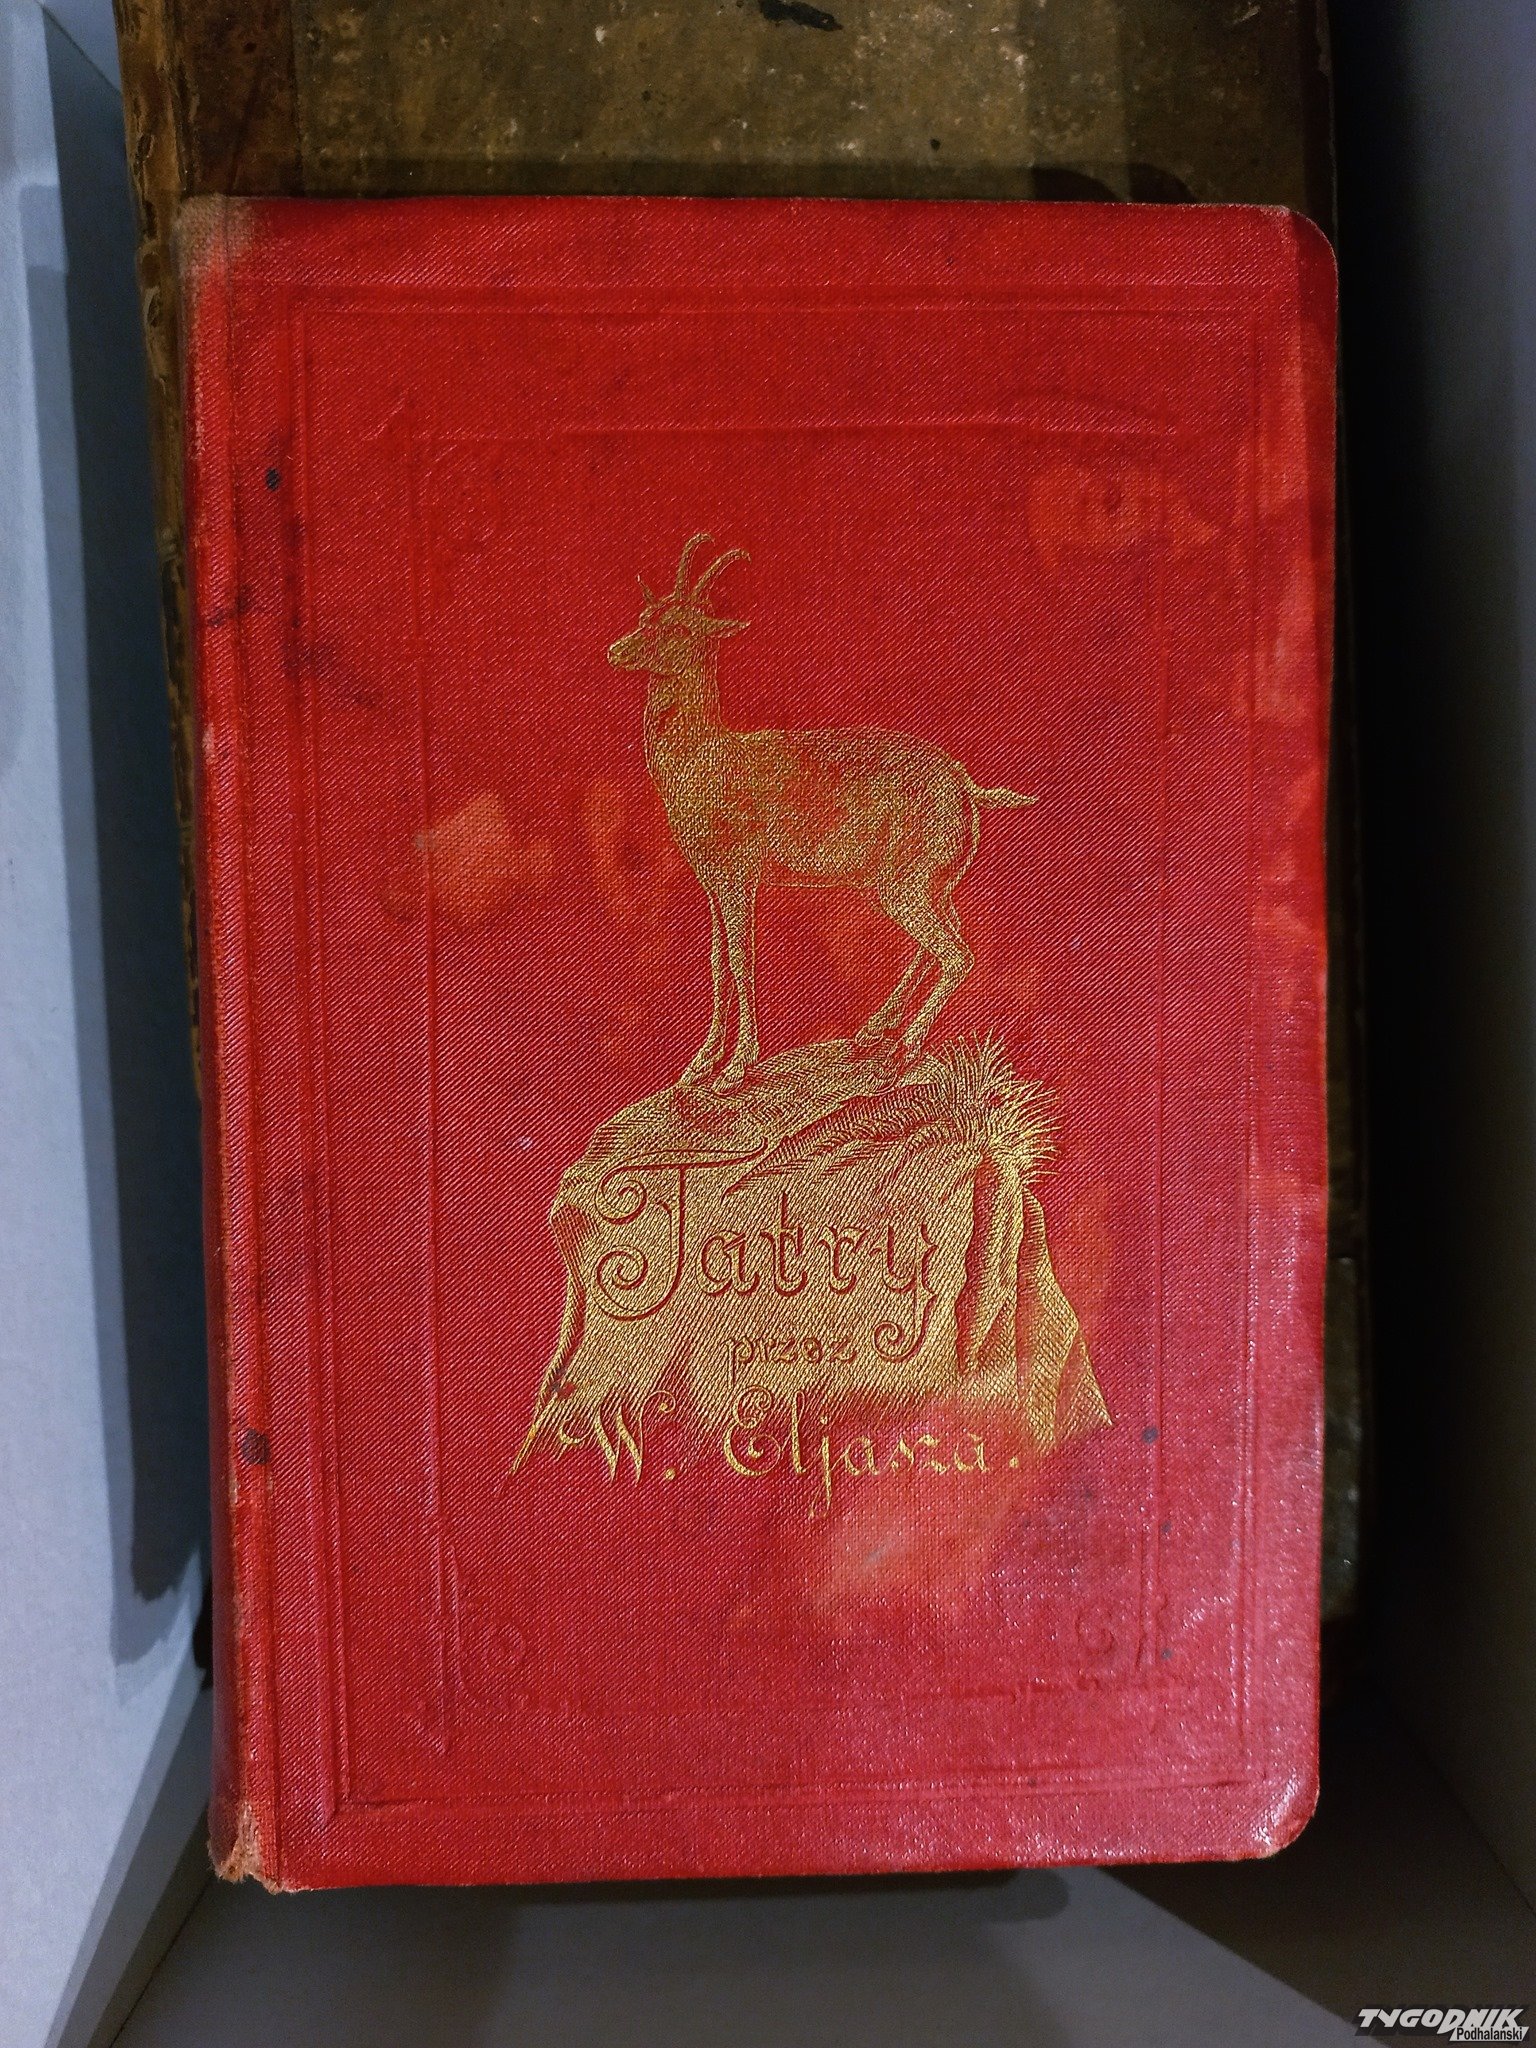 Tatry
przez
W. Eljasza.
TYGODNIK
Podhalański